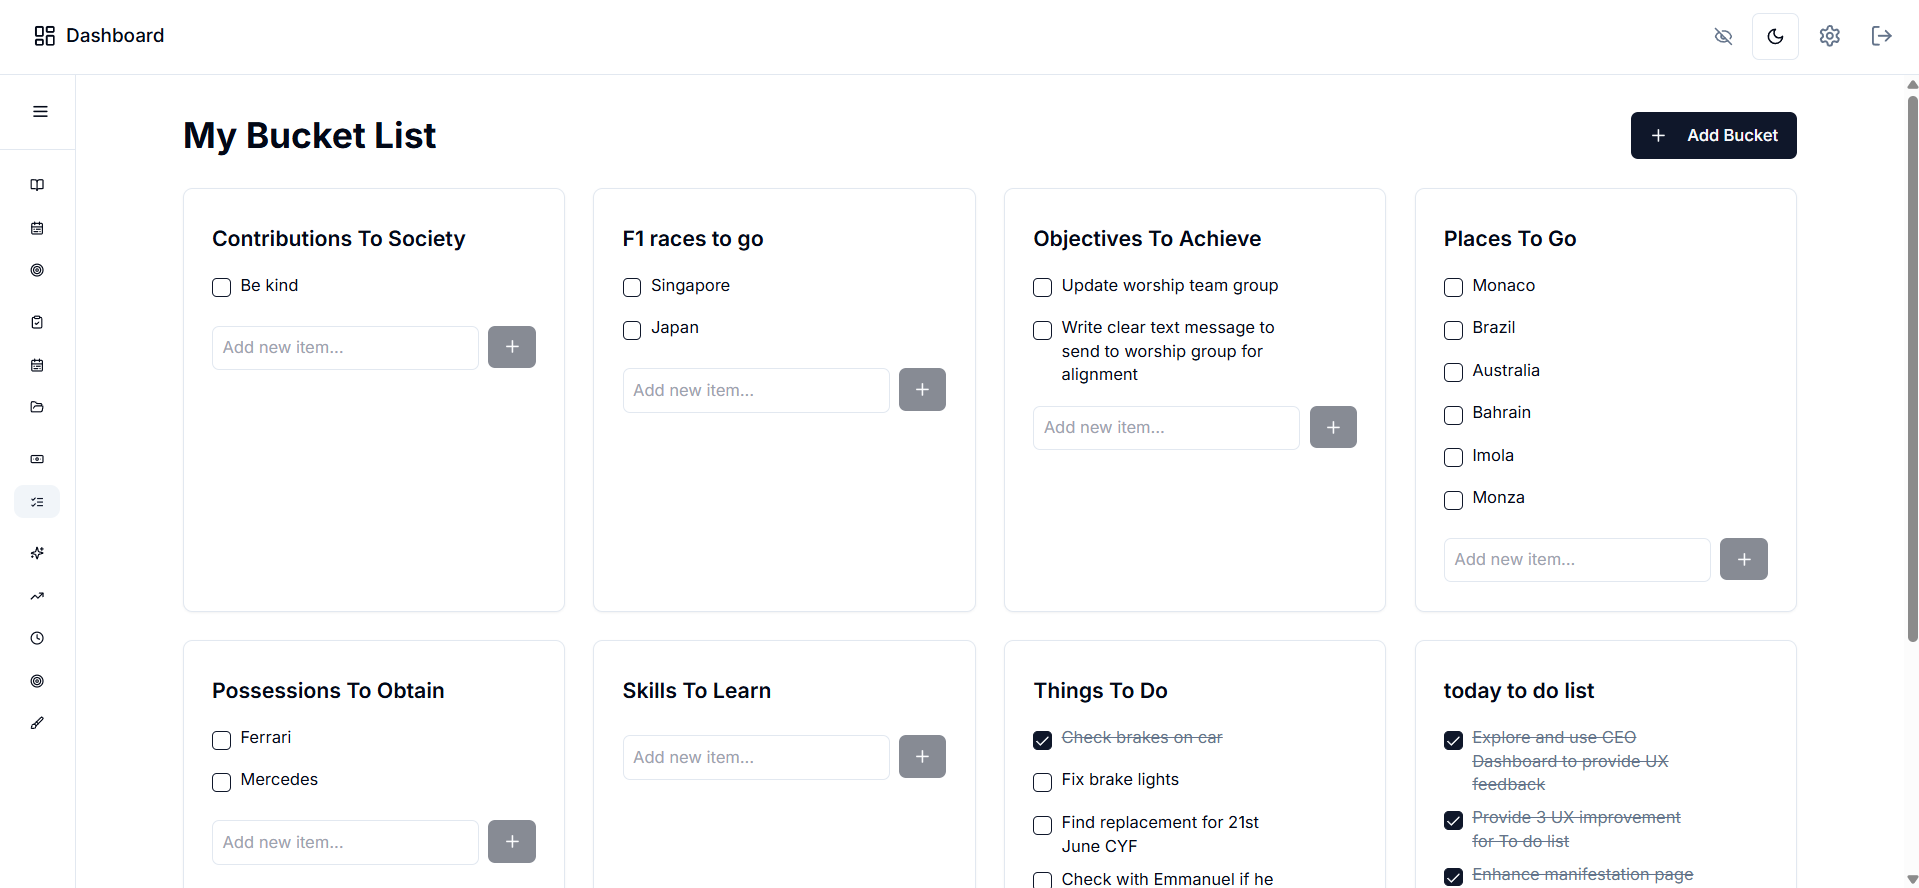 Dashboard
My Bucket List
Add Bucket
Contributions To Society
Be kind
Add new item...
F1 races to go
Singapore
Japan
Add new item...
Objectives To Achieve
Update worship team group
Write clear text message to
send to worship group for
alignment
Add new item...
Places To Go
Monaco
Brazil
Australia
Bahrain
Imola
Monza
Add new item...
Possessions To Obtain
Ferrari
Mercedes
Add new item...
Skills To Learn
Add new item...
Things To Do
Check brakes on car
Fix brake lights
Find replacement for 21st
June CYF
Check with Emmanuel if he
today to do list
Explore and use CEO
Dashboard to provide UX
feedback
Provide 3 UX improvement
for To do list
Enhance manifestation page